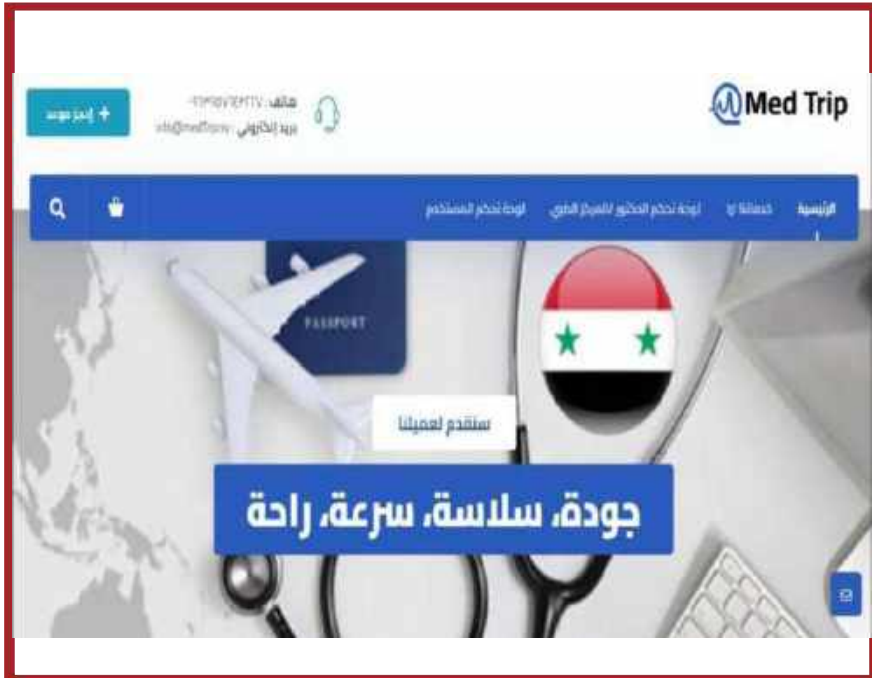 Med Trip
هاتف :
بريد إلكتروني :
+ إحجز موعد
الرئيسية
خدماتنا
لوحة تحكم الدكتور /المركز الطبي
لوحة تحكم المستخدم
PASSPORT
سنقدم لعميلنا
جودة، سلاسة، سرعة، راحة